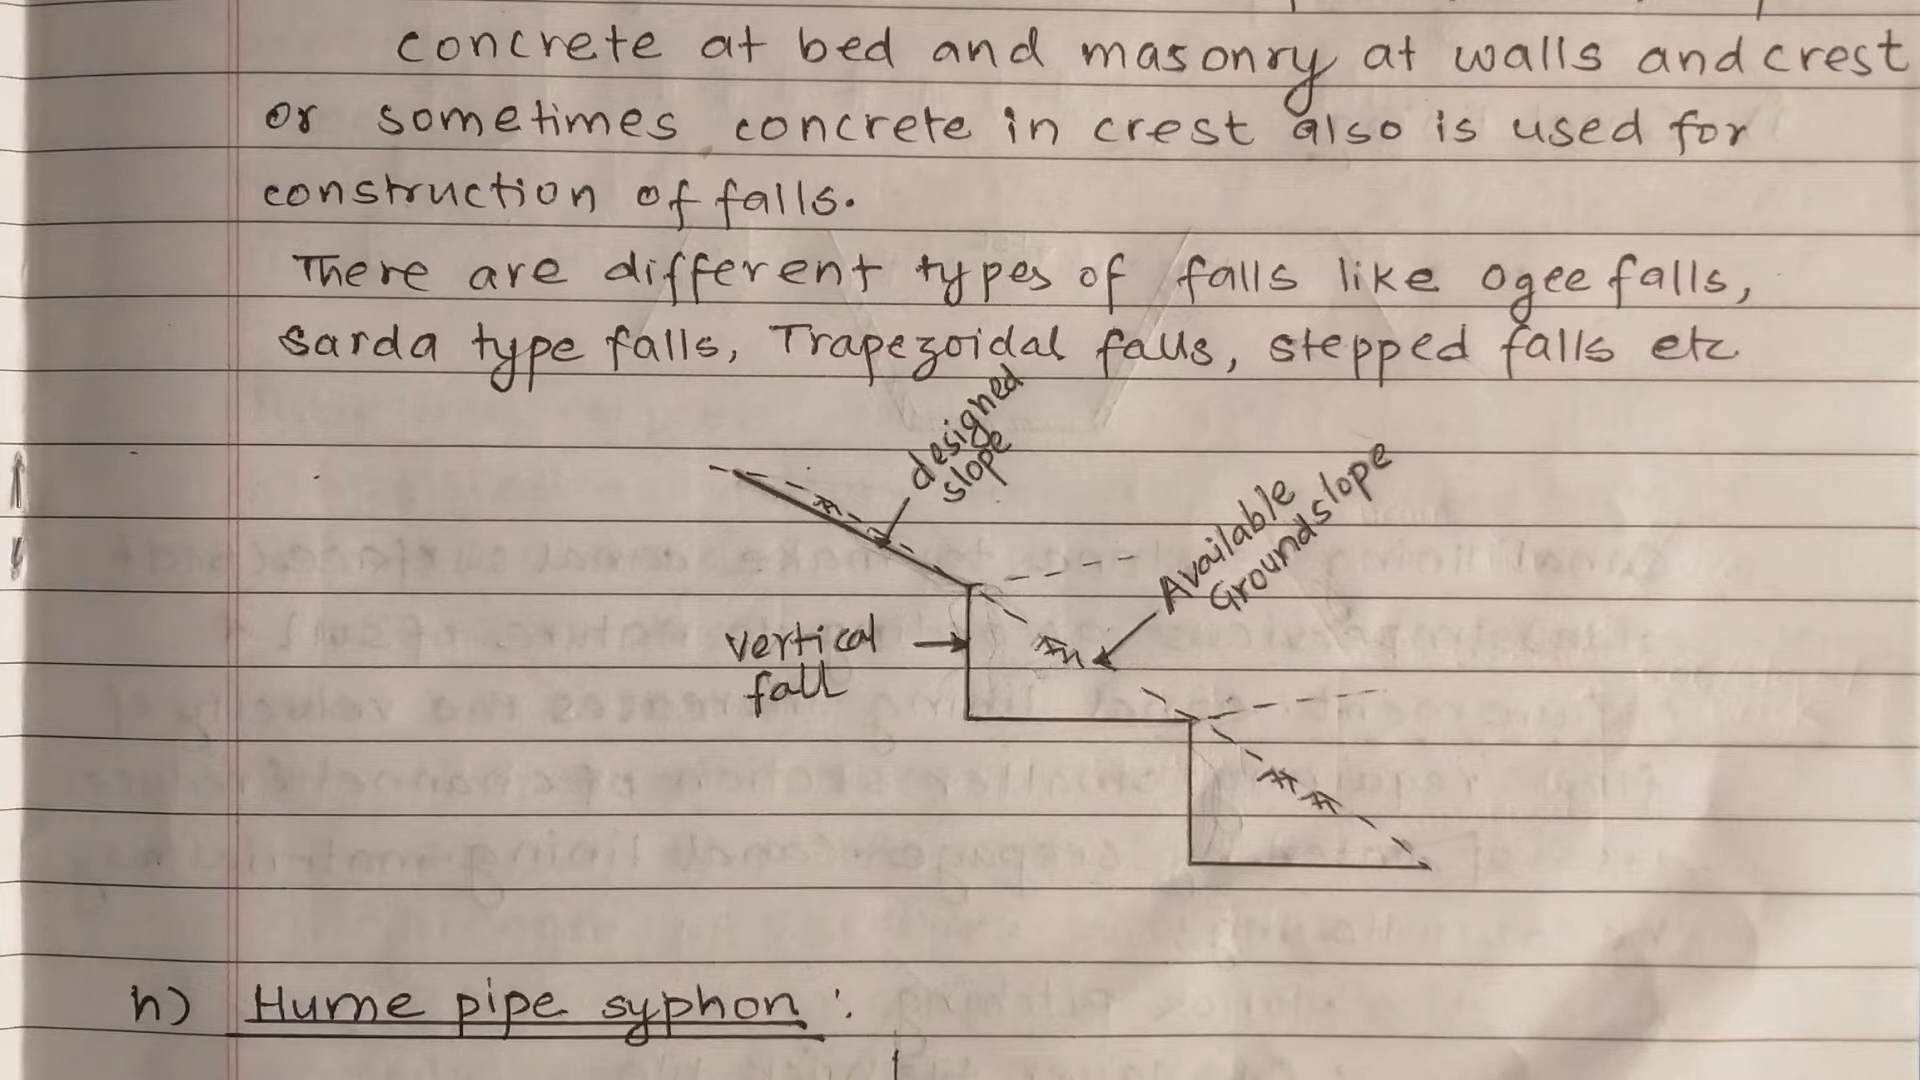 concrete at bed and masonry at walls and crest
or sometimes concrete in crest also is used for
construction of falls.
There are different types of falls like ogee falls,
sarda type falls, Trapezoidal falls, stepped falls etc
designed
slope
Available
Ground slope
vertical
fall
h) Hume pipe syphon :